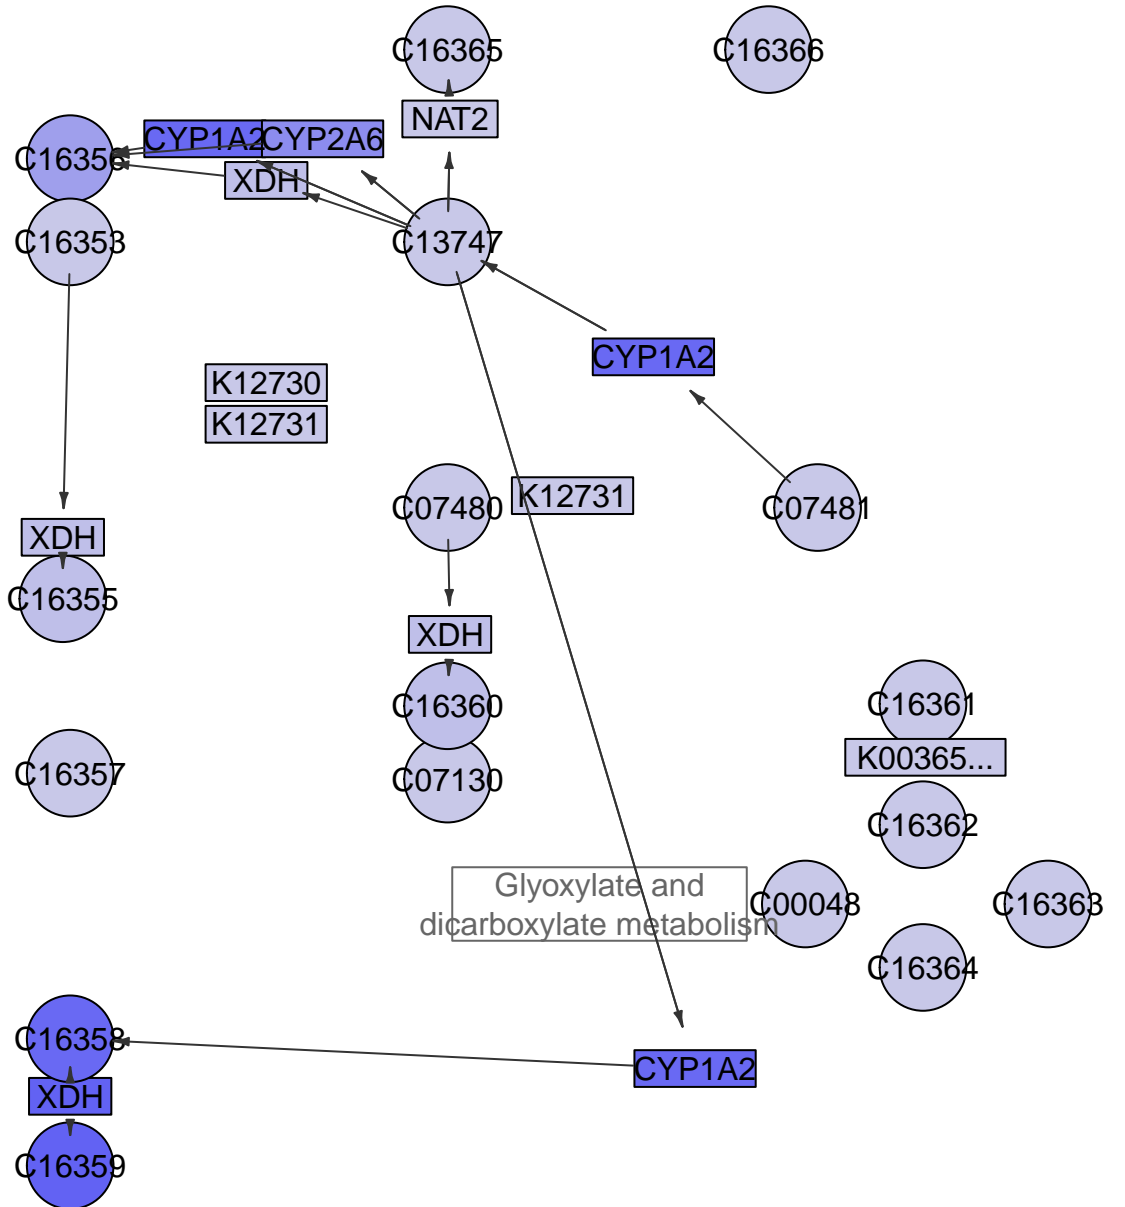 C16365
C16366
NAT2
CYP1A2
CYP2A6
C16356
XDH
C16353
C13747
CYP1A2
K12730
K12731
C07480
K12731
C07481
XDH
C16355
XDH
C16360
C16361
K00365...
C16357
C07130
C16362
Glyoxylate and
dicarboxylate metabolism
C00048
C16363
C16364
C16358
CYP1A2
XDH
C16359